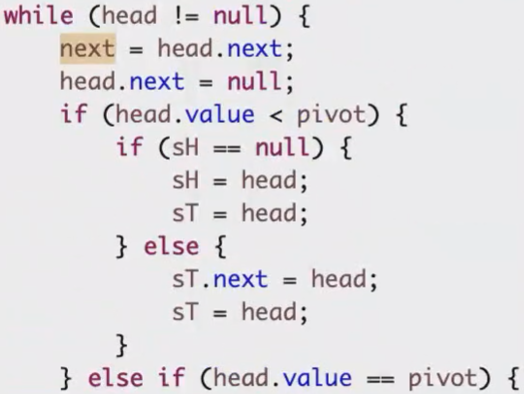 while (head != null) {
next = head.next;
head.next = null;
if (head.value < pivot) {
if (sH == null) {
sH = head;
sT = head;
} else {
sT.next = head;
sT = head;
}
} else if (head.value == pivot) {